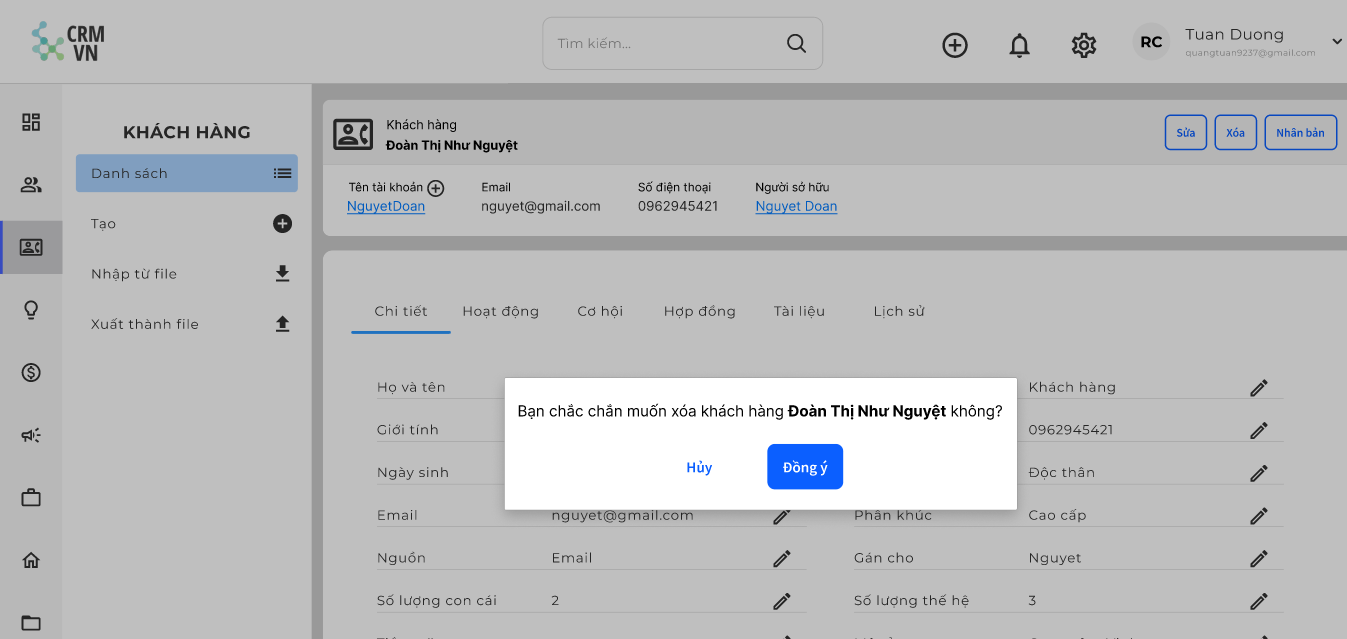 CRM
VN
Tìm kiếm...
RC
Tuan Duong
quangtuan9237@gmail.com
KHÁCH HÀNG
Danh sách
Tạo
Nhập từ file
Xuất thành file
Khách hàng
Đoàn Thị Như Nguyệt
Sửa
Xóa
Nhân bản
Tên tài khoản
Email
Số điện thoại
Người sở hữu
NguyetDoan
nguyet@gmail.com
0962945421
Nguyet Doan
Chi tiết
Hoạt động
Cơ hội
Hợp đồng
Tài liệu
Lịch sử
Họ và tên
Khách hàng
Bạn chắc chắn muốn xóa khách hàng Đoàn Thị Như Nguyệt không?
Hủy
Đồng ý
Giới tính
0962945421
Ngày sinh
Độc thân
Email
nguyet@gmail.com
Phân khúc
Cao cấp
Nguồn
Email
Gán cho
Nguyet
Số lượng con cái
2
Số lượng thế hệ
3